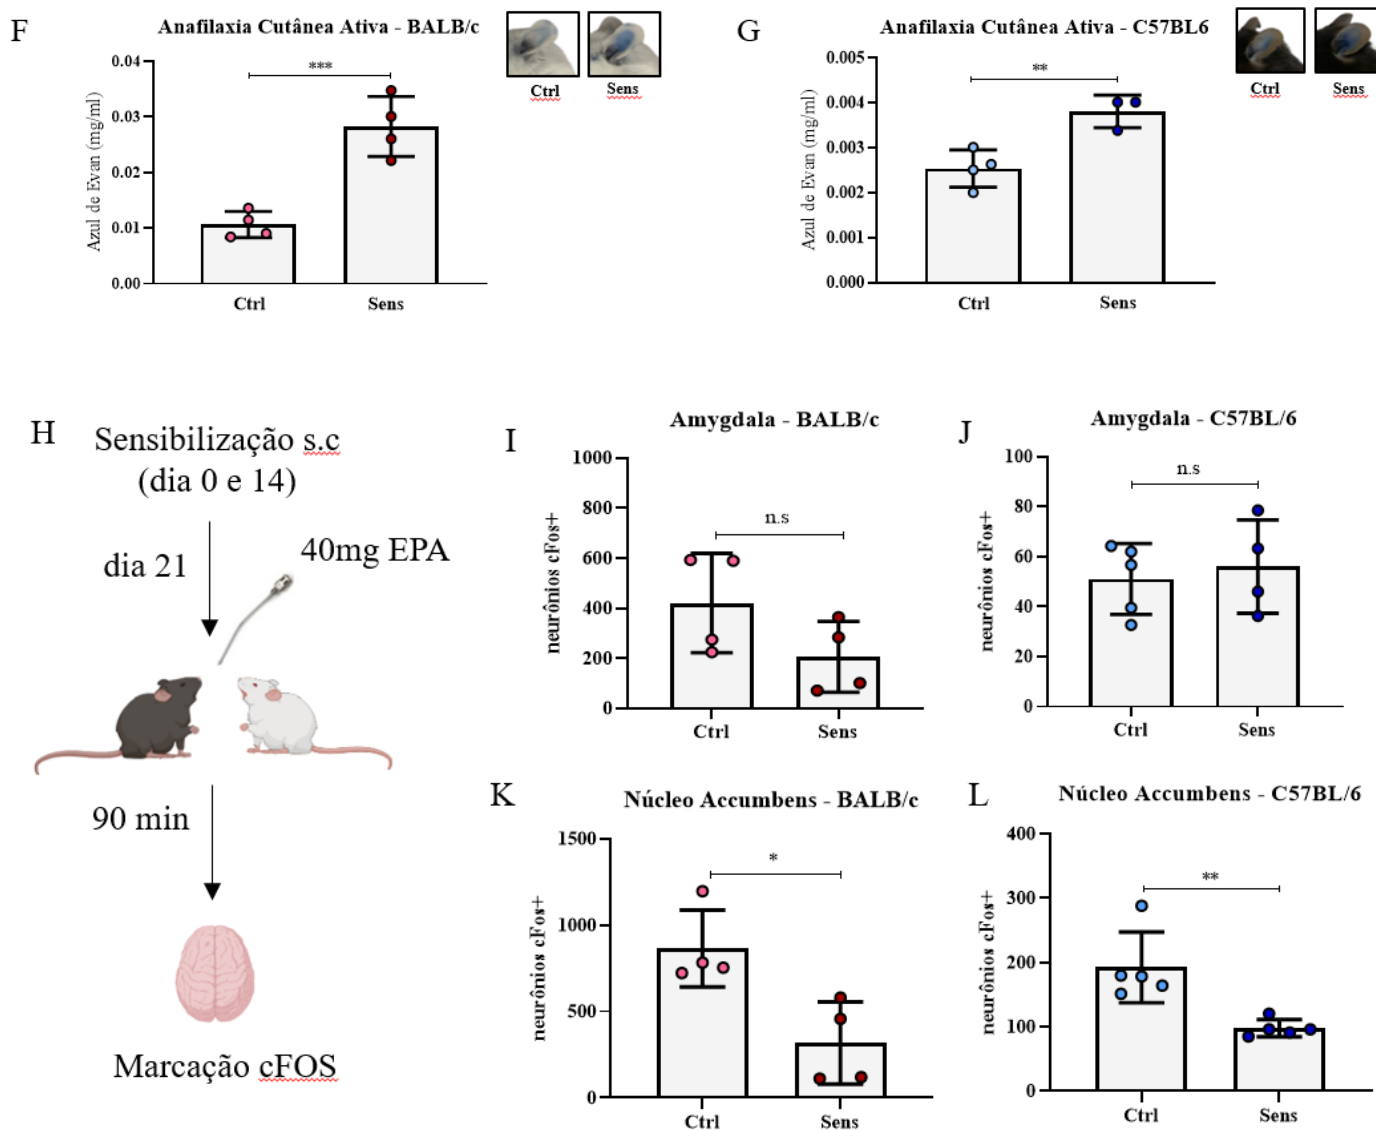 F
Anafilaxia Cutânea Ativa - BALB/c
Azul de Evan (mg/ml)
0.04
0.03
0.02
0.01
0.00
***
Ctrl
Sens
Ctrl
Sens
G
Anafilaxia Cutânea Ativa - C57BL6
Azul de Evan (mg/ml)
0.005
0.004
0.003
0.002
0.001
0.000
**
Ctrl
Sens
Ctrl
Sens
H
Sensibilização s.c
(dia 0 e 14)
dia 21
40mg EPA
90 min
Marcação cFOS
I
Amygdala - BALB/c
neurônios cFos+
1000
800
600
400
200
0
n.s
Ctrl
Sens
J
Amygdala - C57BL/6
neurônios cFos+
100
80
60
40
20
0
n.s
Ctrl
Sens
K
Núcleo Accumbens - BALB/c
neurônios cFos+
1500
1000
500
0
*
Ctrl
Sens
L
Núcleo Accumbens - C57BL/6
neurônios cFos+
400
300
200
100
0
**
Ctrl
Sens